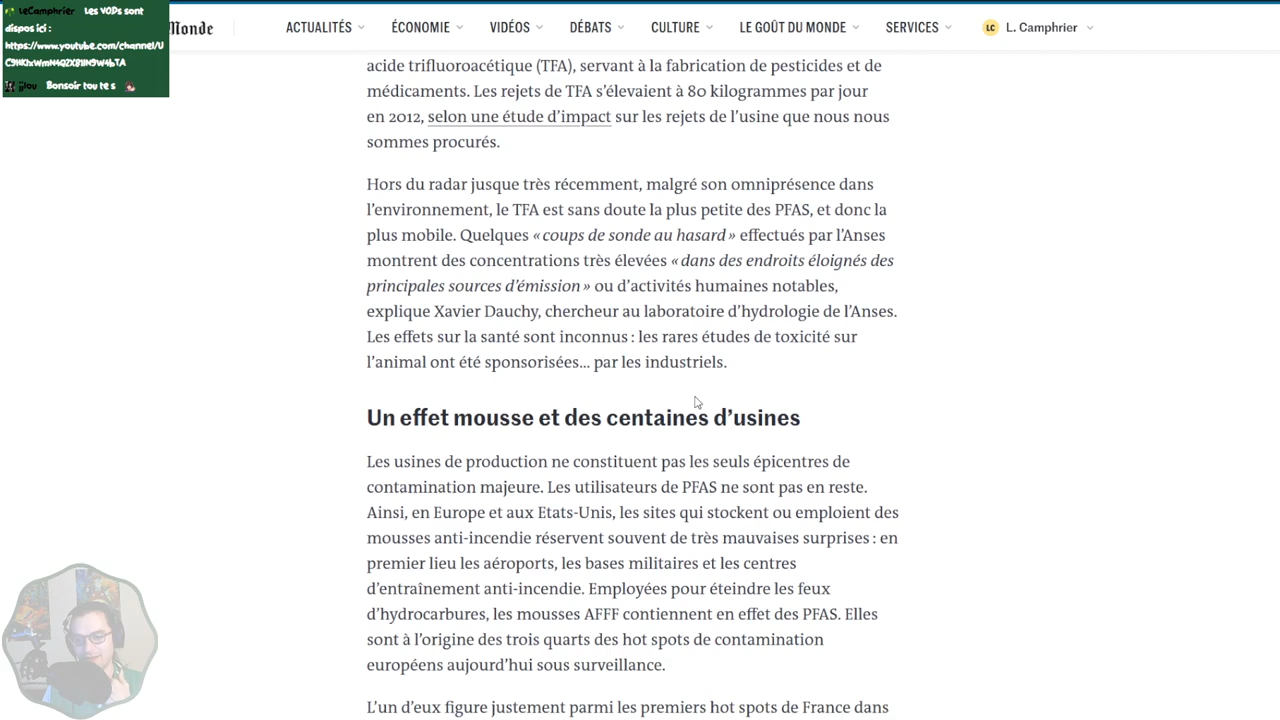 LeCamphrier Les VODs sont
dispos ici :
https://www.youtube.com/channel/U
jjlou Bonsoir tou te s
Monde
ACTUALITÉS
ÉCONOMIE
VIDÉOS
DÉBATS
CULTURE
LE GOÛT DU MONDE
SERVICES
LC L. Camphrier
acide trifluoroacétique (TFA), servant à la fabrication de pesticides et de
médicaments. Les rejets de TFA s’élevaient à 80 kilogrammes par jour
en 2012, selon une étude d’impact sur les rejets de l’usine que nous nous
sommes procurés.
Hors du radar jusque très récemment, malgré son omniprésence dans
l’environnement, le TFA est sans doute la plus petite des PFAS, et donc la
plus mobile. Quelques « coups de sonde au hasard » effectués par l’Anses
montrent des concentrations très élevées « dans des endroits éloignés des
principales sources d’émission » ou d’activités humaines notables,
explique Xavier Dauchy, chercheur au laboratoire d’hydrologie de l’Anses.
Les effets sur la santé sont inconnus : les rares études de toxicité sur
l’animal ont été sponsorisées... par les industriels.
Un effet mousse et des centaines d’usines
Les usines de production ne constituent pas les seuls épicentres de
contamination majeure. Les utilisateurs de PFAS ne sont pas en reste.
Ainsi, en Europe et aux Etats-Unis, les sites qui stockent ou emploient des
mousses anti-incendie réservent souvent de très mauvaises surprises : en
premier lieu les aéroports, les bases militaires et les centres
d’entraînement anti-incendie. Employées pour éteindre les feux
d’hydrocarbures, les mousses AFFF contiennent en effet des PFAS. Elles
sont à l’origine des trois quarts des hot spots de contamination
européens aujourd’hui sous surveillance.
L’un d’eux figure justement parmi les premiers hot spots de France dans